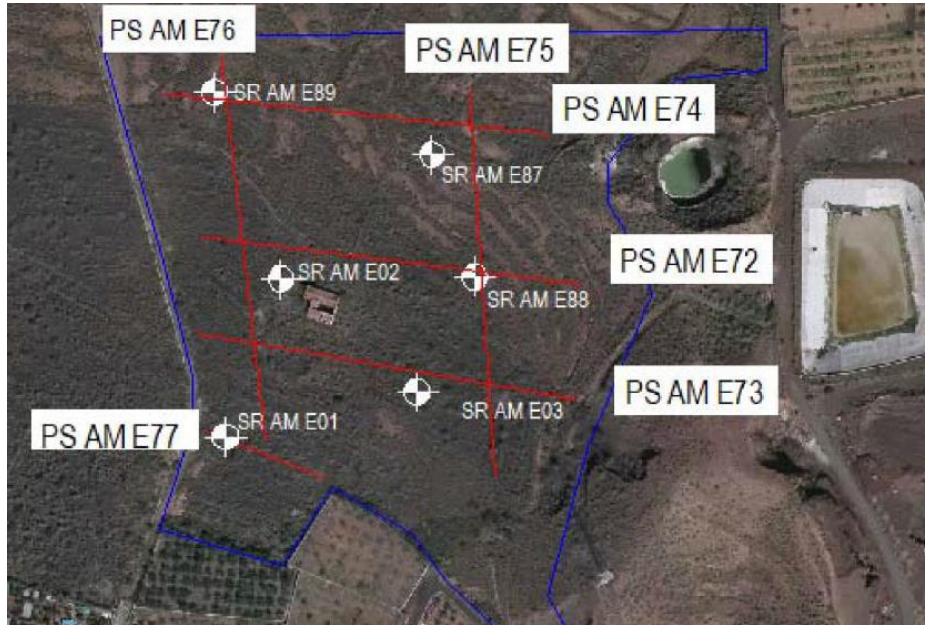 PS AM E76
PS AM E75
SR AM E89
PS AM E74
SR AM E87
PS AM E72
SR AM E02
SR AM E88
PS AM E73
SR AM E03
SR AM E01
PS AM E77